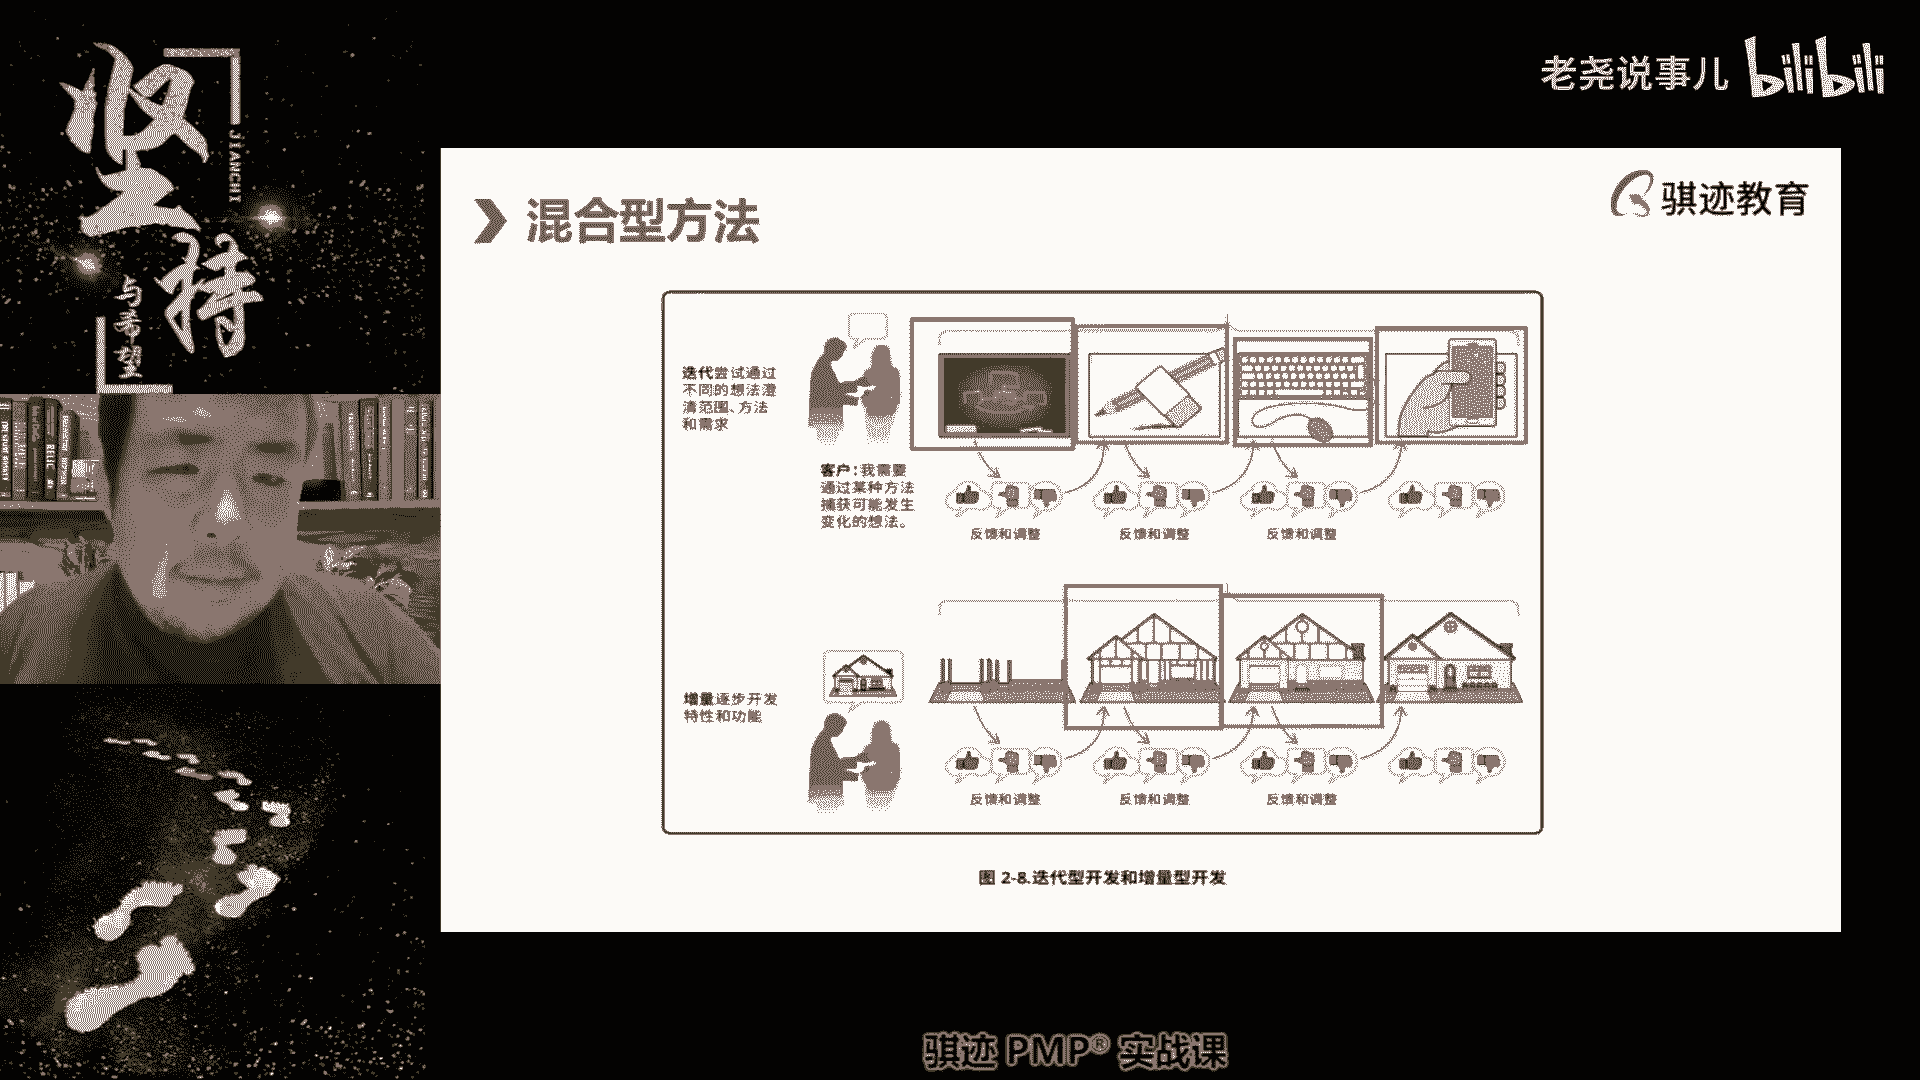 坚持
JIANCHI
与希望
老尧说事儿 bilibili
骐迹教育
混合型方法
迭代尝试通过
不同的想法澄
清范围、方法
和需求
客户:我需要
通过某种方法
捕获可能发生
变化的想法。
反馈和调整
反馈和调整
反馈和调整
增量逐步开发
特性和功能
反馈和调整
反馈和调整
反馈和调整
图 2-8.迭代型开发和增量型开发
骐迹 PMP® 实战课